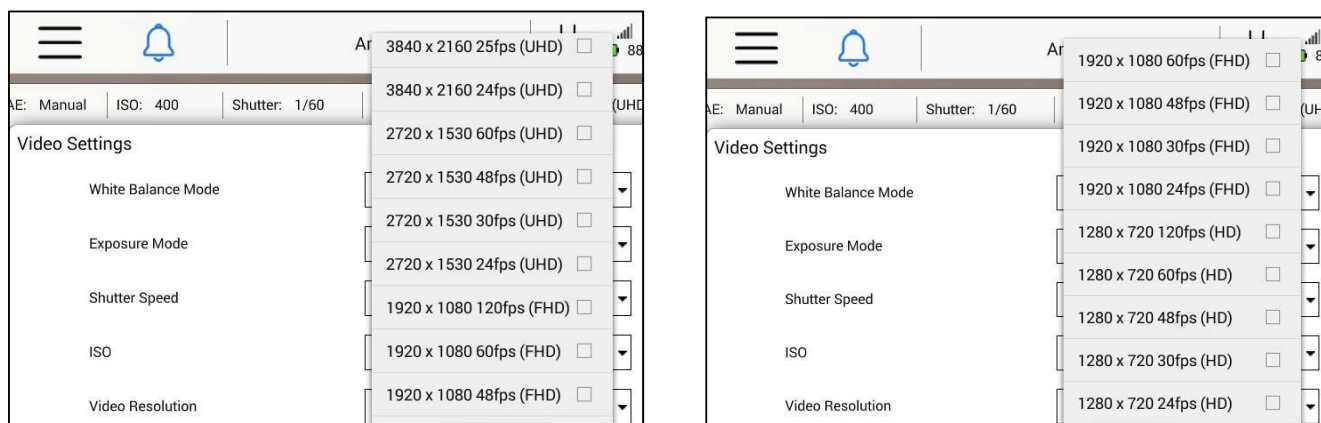 Ar
88
AE: Manual ISO: 400 Shutter: 1/60
Video Settings
White Balance Mode
Exposure Mode
Shutter Speed
ISO
Video Resolution
3840 x 2160 25fps (UHD)
3840 x 2160 24fps (UHD)
2720 x 1530 60fps (UHD)
2720 x 1530 48fps (UHD)
2720 x 1530 30fps (UHD)
2720 x 1530 24fps (UHD)
1920 x 1080 120fps (FHD)
1920 x 1080 60fps (FHD)
1920 x 1080 48fps (FHD)
Ar
8
AE: Manual ISO: 400 Shutter: 1/60
Video Settings
White Balance Mode
Exposure Mode
Shutter Speed
ISO
Video Resolution
1920 x 1080 60fps (FHD)
1920 x 1080 48fps (FHD)
1920 x 1080 30fps (FHD)
1920 x 1080 24fps (FHD)
1280 x 720 120fps (HD)
1280 x 720 60fps (HD)
1280 x 720 48fps (HD)
1280 x 720 30fps (HD)
1280 x 720 24fps (HD)